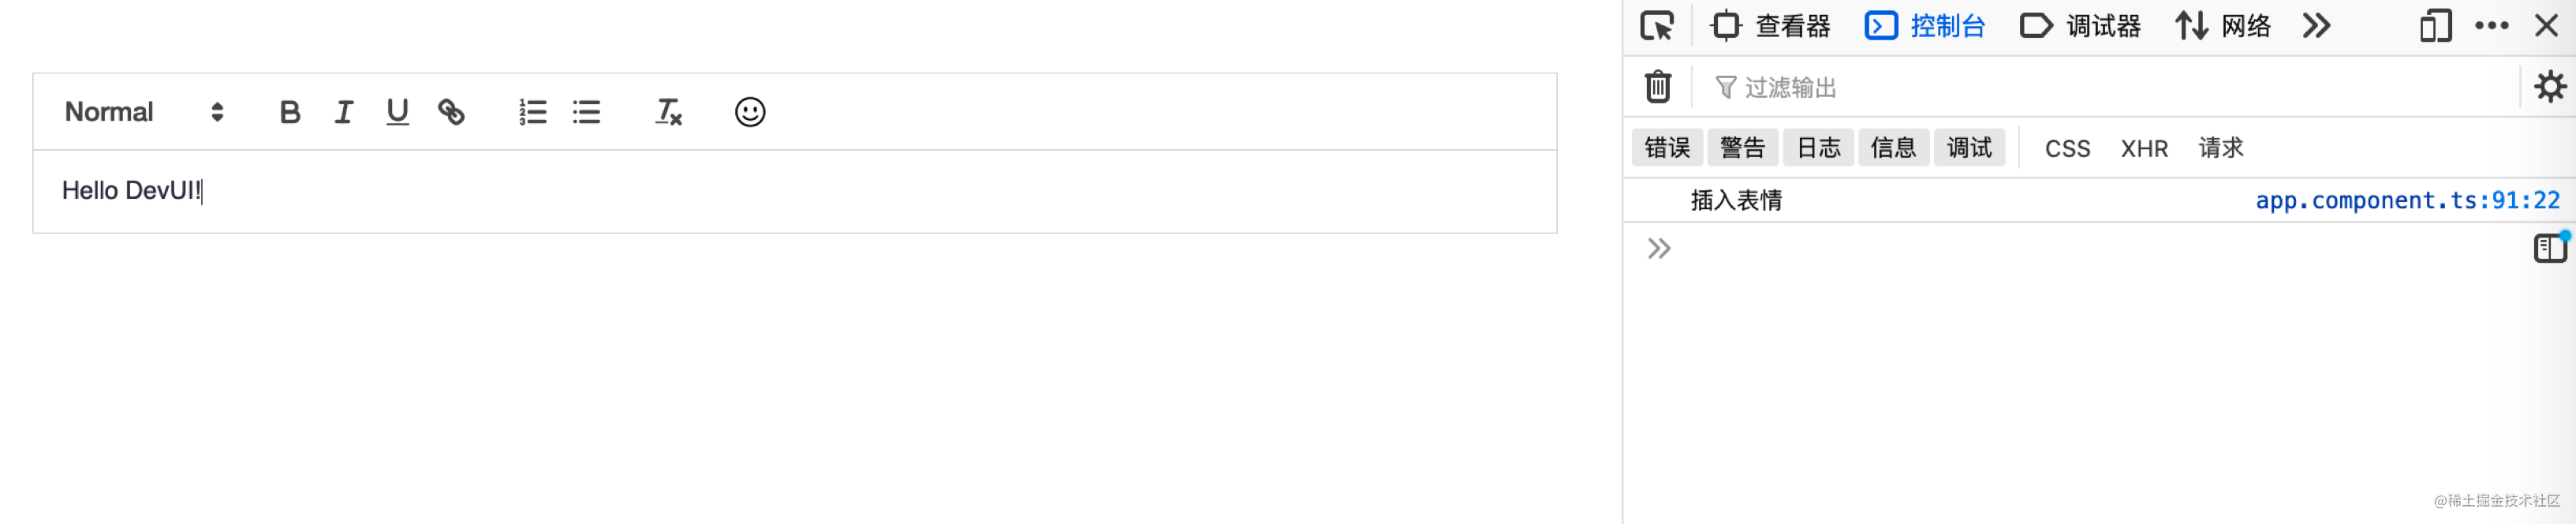 查看器 控制台 调试器 网络
过滤输出
Normal B I U
错误 警告 日志 信息 调试 CSS XHR 请求
Hello DevUI!
插入表情 app.component.ts:91:22
@稀土掘金技术社区